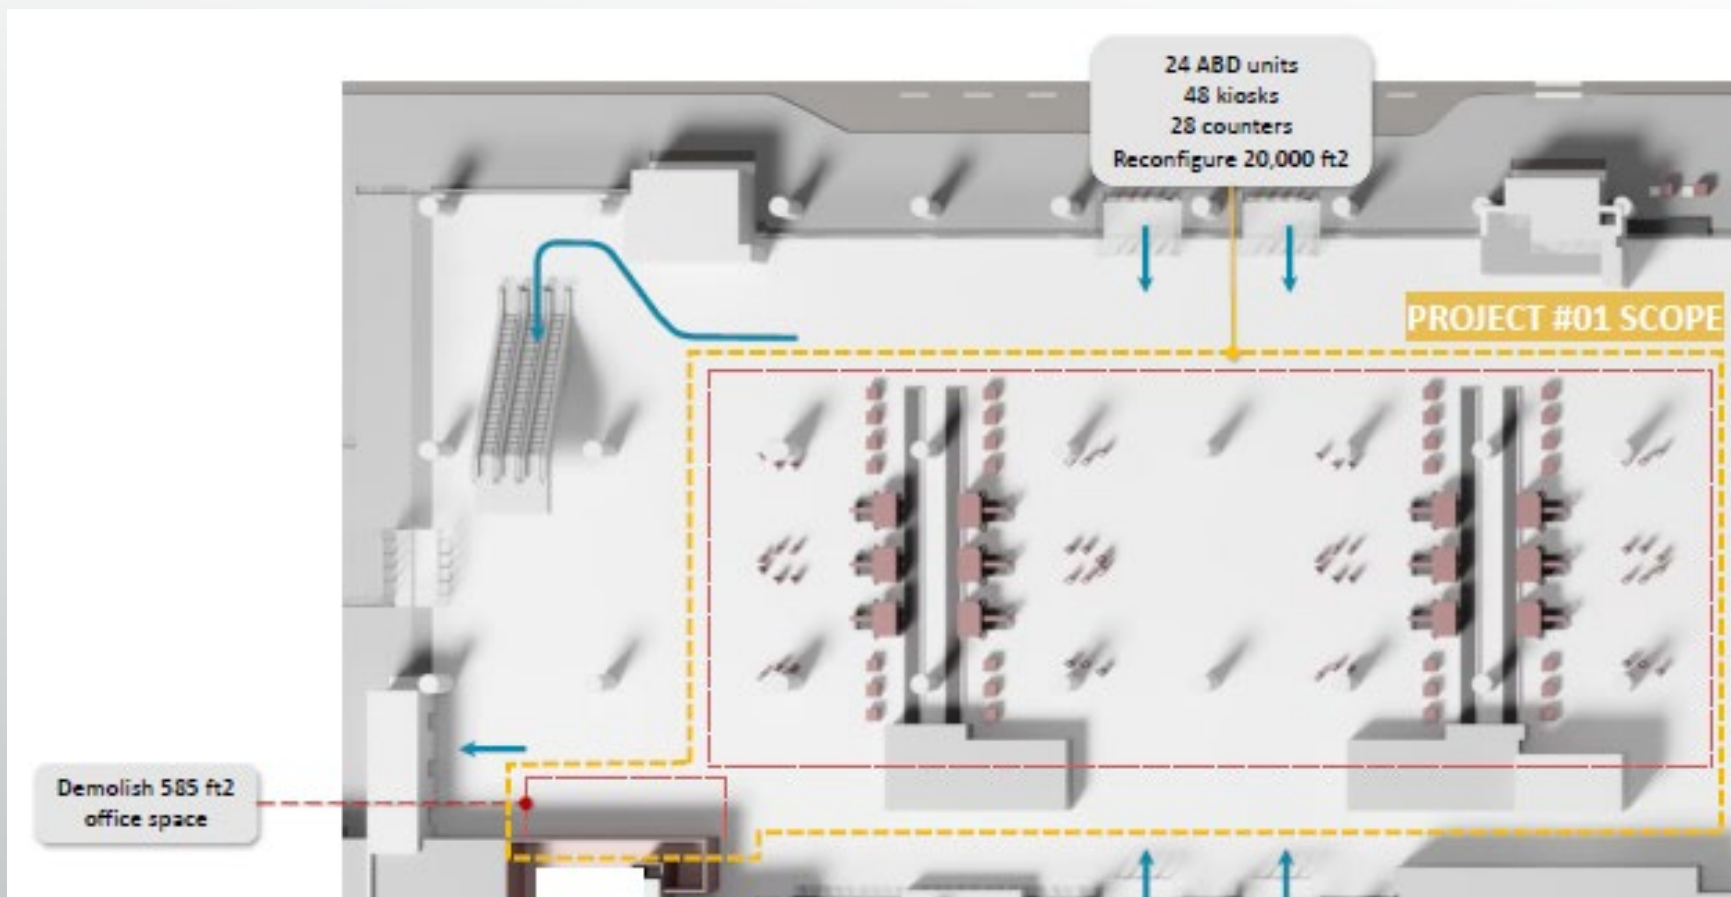 24 ABD units
48 kiosks
28 counters
Reconfigure 20,000 ft2
PROJECT #01 SCOPE
Demolish 585 ft2
office space